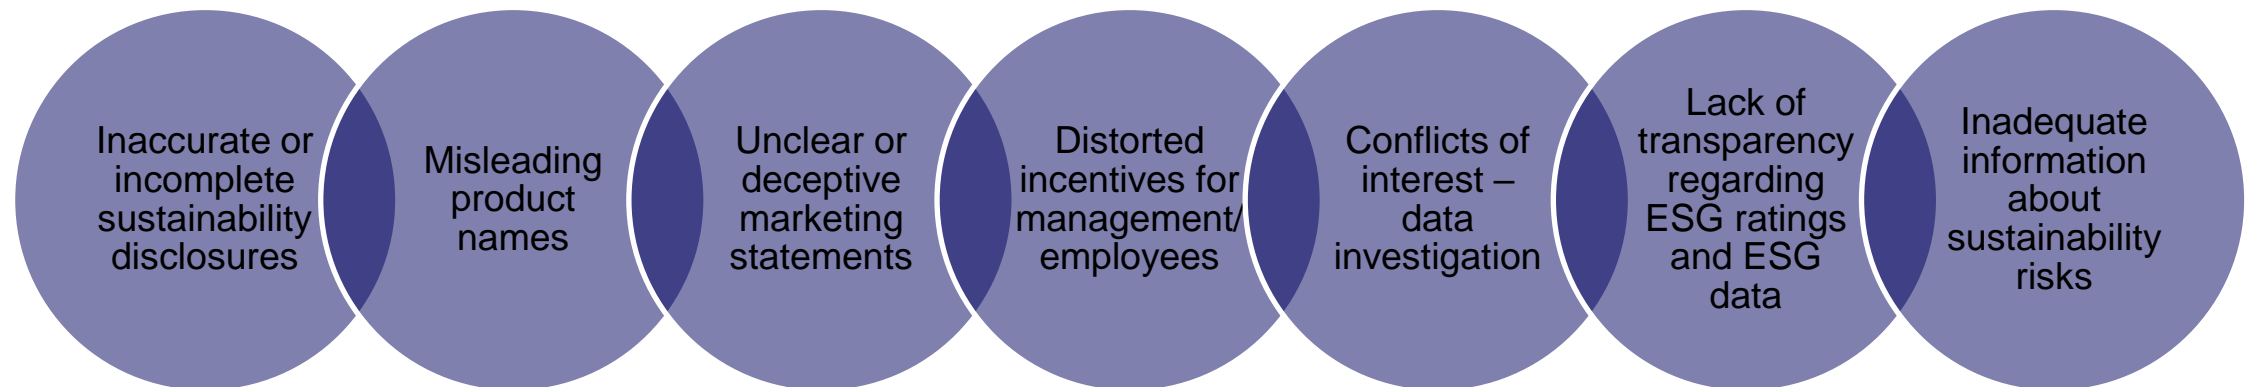 Inaccurate or
incomplete
sustainability
disclosures
Misleading
product
names
Unclear or
deceptive
marketing
statements
Distorted
incentives for
management/
employees
Conflicts of
interest –
data
investigation
Lack of
transparency
regarding
ESG ratings
and ESG
data
Inadequate
information
about
sustainability
risks